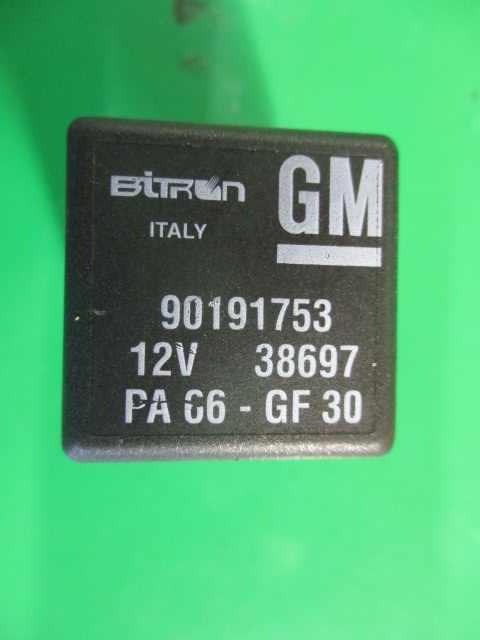 BITRON
GM
ITALY
90191753
12V 38697
PA 66 - GF 30